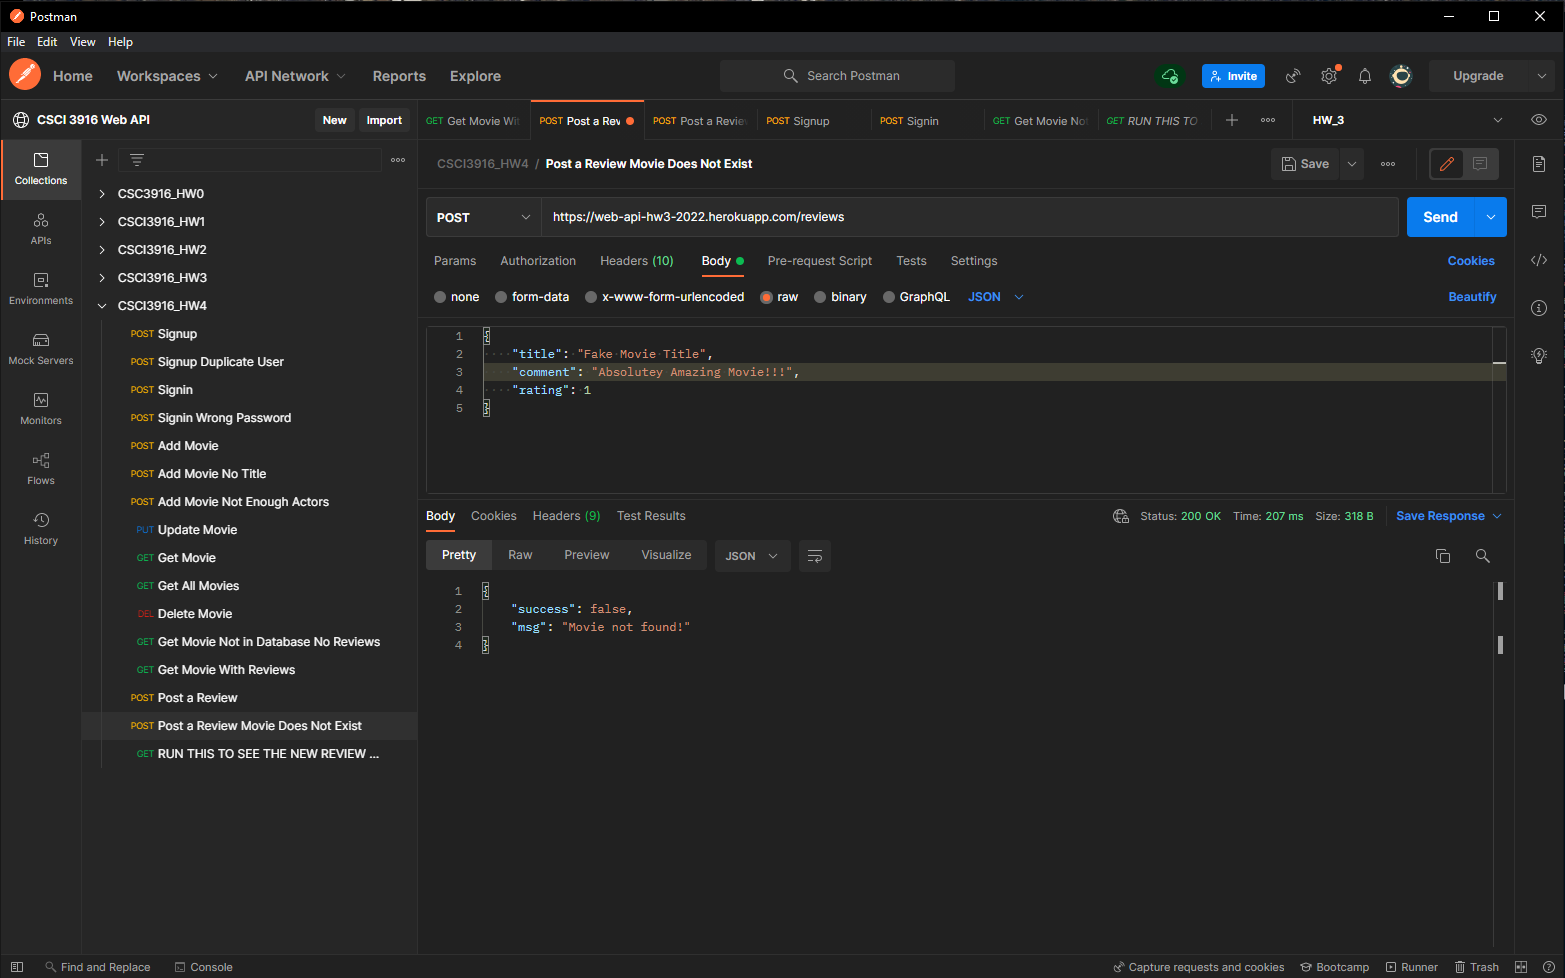 Postman
File Edit View Help
Home Workspaces API Network Reports Explore Search Postman Invite Upgrade
CSCI 3916 Web API New Import
GET Get Movie Wi POST Post a Rev POST Post a Revie POST Signup POST Signin GET Get Movie No GET RUN THIS TO HW_3
Collections
APIs
Environments
Mock Servers
Monitors
Flows
History
CSC3916_HW0
CSCI3916_HW1
CSCI3916_HW2
CSCI3916_HW3
CSCI3916_HW4
POST Signup
POST Signup Duplicate User
POST Signin
POST Signin Wrong Password
POST Add Movie
POST Add Movie No Title
POST Add Movie Not Enough Actors
PUT Update Movie
GET Get Movie
GET Get All Movies
DEL Delete Movie
GET Get Movie Not in Database No Reviews
GET Get Movie With Reviews
POST Post a Review
POST Post a Review Movie Does Not Exist
GET RUN THIS TO SEE THE NEW REVIEW ...
CSCI3916_HW4 / Post a Review Movie Does Not Exist Save
POST https://web-api-hw3-2022.herokuapp.com/reviews Send
Params Authorization Headers (10) Body Pre-request Script Tests Settings Cookies
none form-data x-www-form-urlencoded raw binary GraphQL JSON Beautify
1 {
2 "title": "Fake Movie Title",
3 "comment": "Absolutey Amazing Movie!!!",
4 "rating": 1
5 }
Body Cookies Headers (9) Test Results Status: 200 OK Time: 207 ms Size: 318 B Save Response
Pretty Raw Preview Visualize JSON
1 {
2 "success": false,
3 "msg": "Movie not found!"
4 }
Find and Replace Console Capture requests and cookies Bootcamp Runner Trash